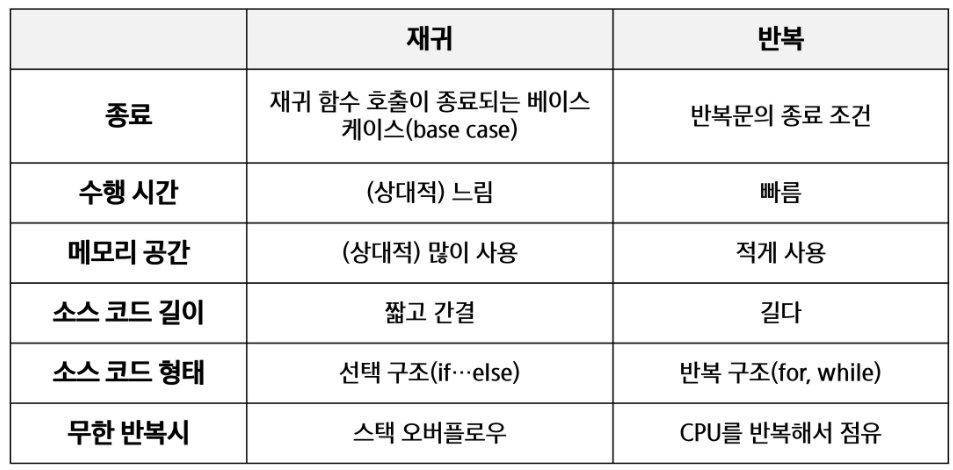 재귀
반복
종료
재귀 함수 호출이 종료되는 베이스
케이스(base case)
반복문의 종료 조건
수행 시간
(상대적) 느림
빠름
메모리 공간
(상대적) 많이 사용
적게 사용
소스 코드 길이
짧고 간결
길다
소스 코드 형태
선택 구조(if…else)
반복 구조(for, while)
무한 반복시
스택 오버플로우
CPU를 반복해서 점유